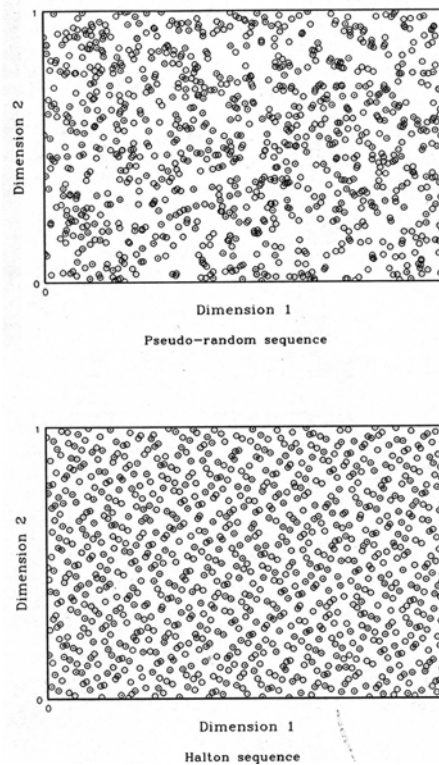 1
Dimension 2
0
0
Dimension 1
Pseudo-random sequence
1
Dimension 2
0
0
Dimension 1
Halton sequence